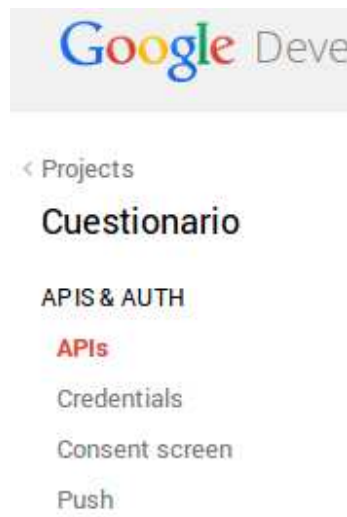 Google Deve
< Projects
Cuestionario
APIS & AUTH
APIs
Credentials
Consent screen
Push